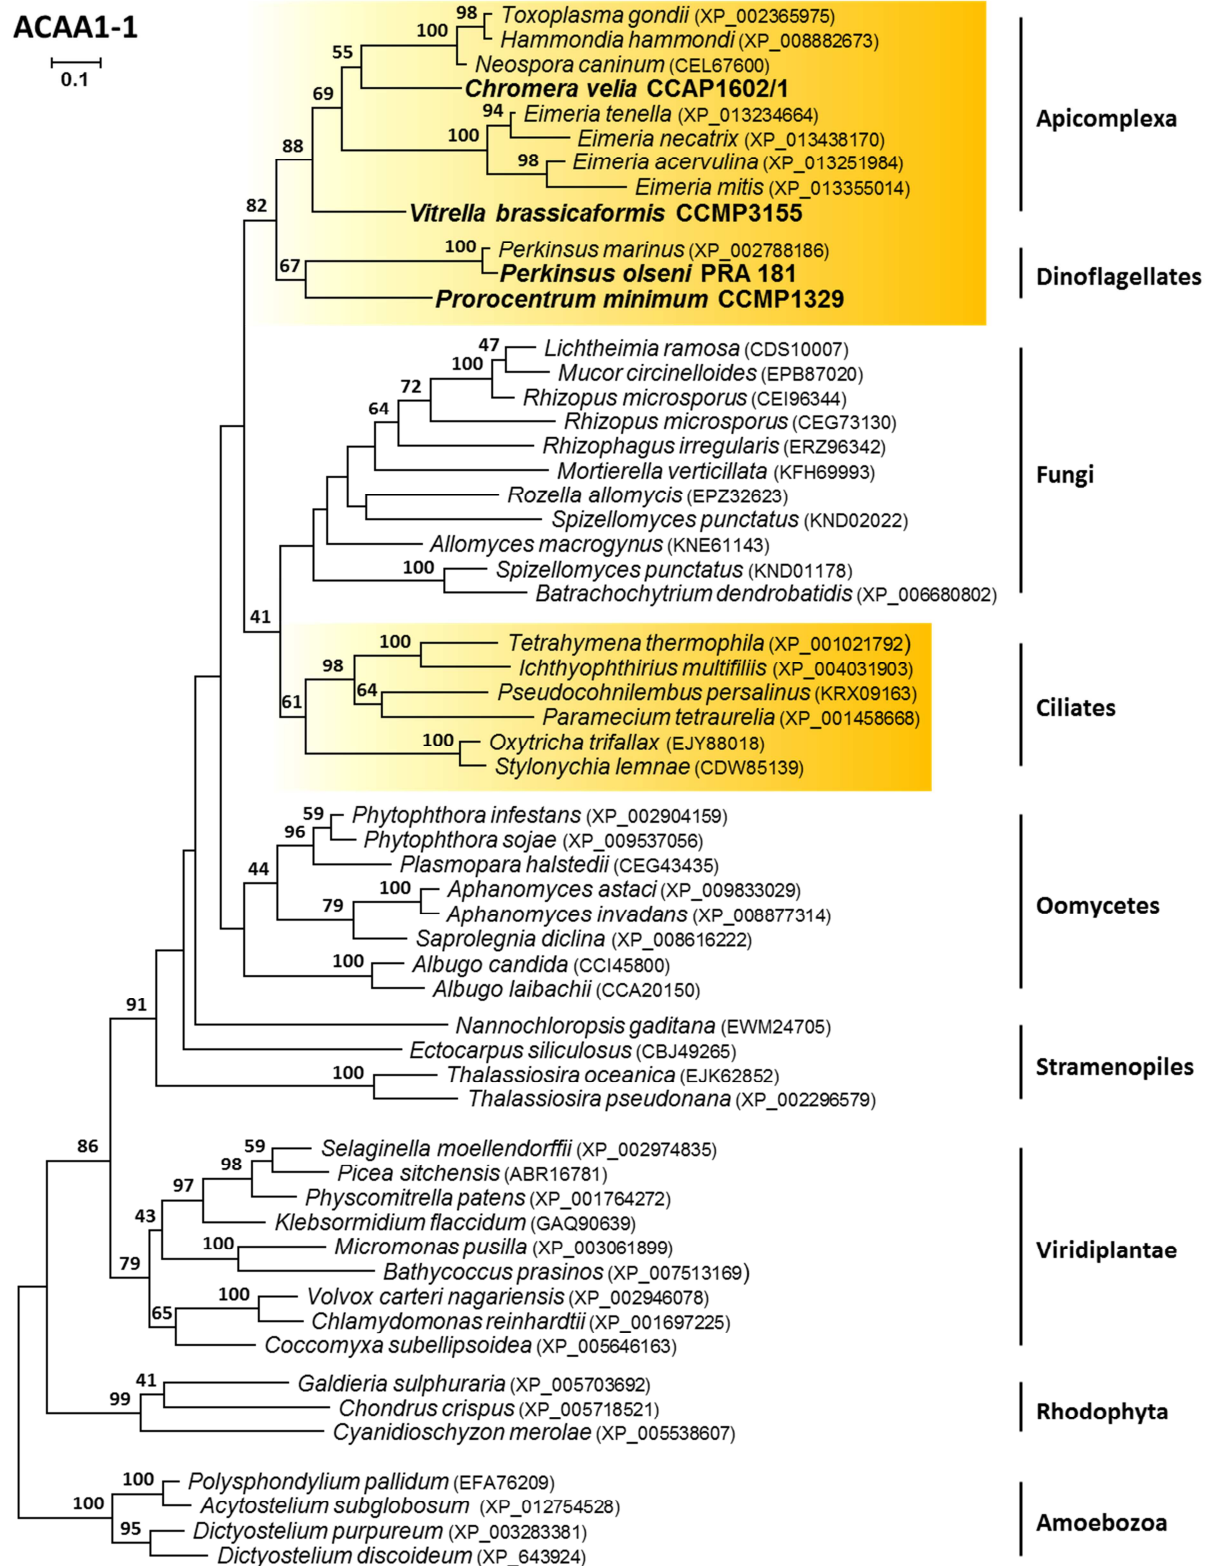 ACAA1-1
0.1
98
Toxoplasma gondii (XP_002365975)
100
Hammondia hammondi (XP_008882673)
55
Neospora caninum (CEL67600)
Chromera velia CCAP1602/1
69
94
Eimeria tenella (XP_013234664)
Apicomplexa
100
Eimeria necatrix (XP_013438170)
88
98
Eimeria acervulina (XP_013251984)
Eimeria mitis (XP_013355014)
82
Vitrella brassicaformis CCMP3155
100
Perkinsus marinus (XP_002788186)
67
Perkinsus olseni PRA 181
Dinoflagellates
Prorocentrum minimum CCMP1329
47
Lichtheimia ramosa (CDS10007)
100
Mucor circinelloides (EPB87020)
72
Rhizopus microsporus (CEI96344)
64
Rhizopus microsporus (CEG73130)
Rhizophagus irregularis (ERZ96342)
Mortierella verticillata (KFH69993)
Fungi
Rozella allomycis (EPZ32623)
Spizellomyces punctatus (KND02022)
Allomyces macrogynus (KNE61143)
100
Spizellomyces punctatus (KND01178)
Batrachochytrium dendrobatidis (XP_006680802)
41
100
Tetrahymena thermophila (XP_001021792)
98
Ichthyophthirius multifiliis (XP_004031903)
64
Pseudocohnilembus persalinus (KRX09163)
61
Paramecium tetraurelia (XP_001458668)
Ciliates
100
Oxytricha trifallax (EJY88018)
Stylonychia lemnae (CDW85139)
59
Phytophthora infestans (XP_002904159)
96
Phytophthora sojae (XP_009537056)
44
Plasmopara halstedii (CEG43435)
100
Aphanomyces astaci (XP_009833029)
79
Aphanomyces invadans (XP_008877314)
Oomycetes
Saprolegnia diclina (XP_008616222)
100
Albugo candida (CCI45800)
Albugo laibachii (CCA20150)
91
Nannochloropsis gaditana (EWM24705)
Ectocarpus siliculosus (CBJ49265)
Stramenopiles
100
Thalassiosira oceanica (EJK62852)
Thalassiosira pseudonana (XP_002296579)
86
59
Selaginella moellendorffii (XP_002974835)
98
Picea sitchensis (ABR16781)
97
Physcomitrella patens (XP_001764272)
43
Klebsormidium flaccidum (GAQ90639)
100
Micromonas pusilla (XP_003061899)
Viridiplantae
79
Bathycoccus prasinos (XP_007513169)
100
Volvox carteri nagariensis (XP_002946078)
65
Chlamydomonas reinhardtii (XP_001697225)
Coccomyxa subellipsoidea (XP_005646163)
41
Galdieria sulphuraria (XP_005703692)
99
Chondrus crispus (XP_005718521)
Rhodophyta
Cyanidioschyzon merolae (XP_005538607)
100
Polysphondylium pallidum (EFA76209)
100
Acytostelium subglobosum (XP_012754528)
95
Dictyostelium purpureum (XP_003283381)
Amoebozoa
Dictyostelium discoideum (XP_643924)